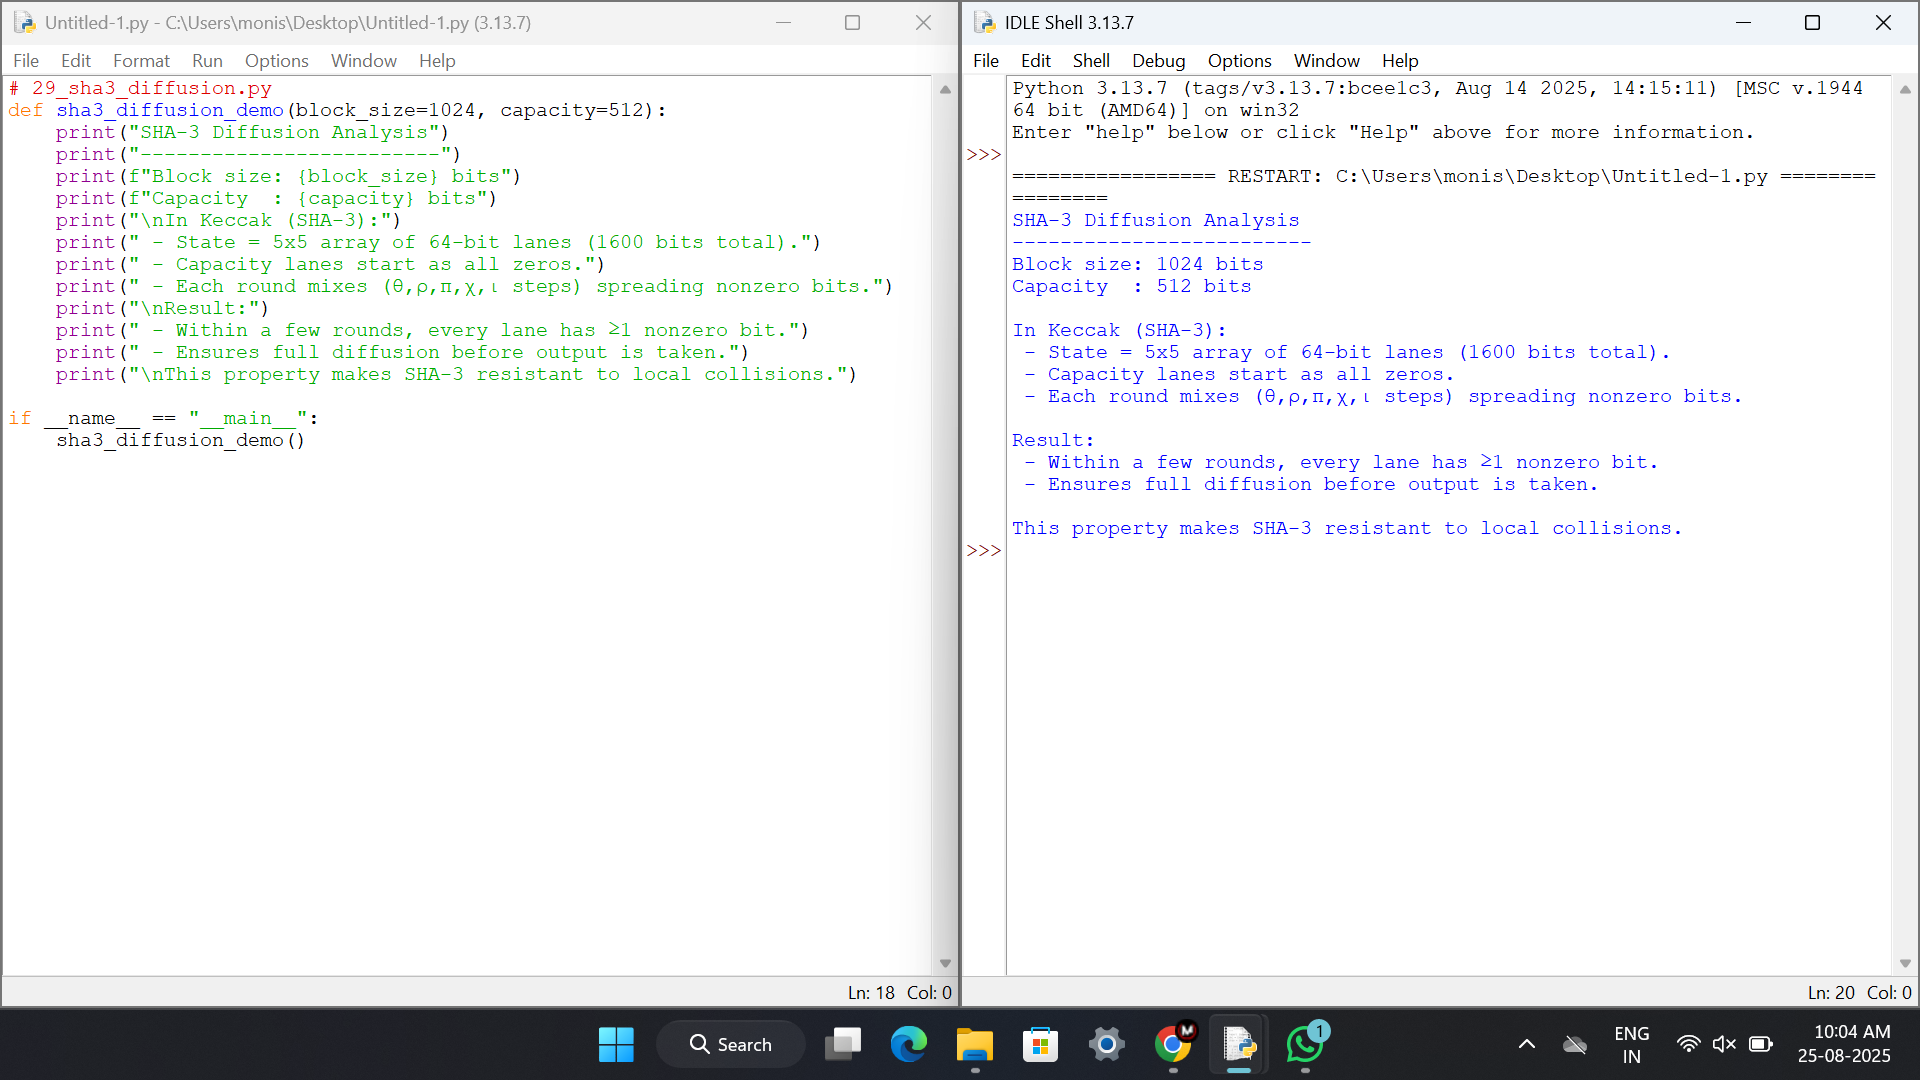 Untitled-1.py - C:\Users\monis\Desktop\Untitled-1.py (3.13.7)
File Edit Format Run Options Window Help
# 29_sha3_diffusion.py
def sha3_diffusion_demo(block_size=1024, capacity=512):
    print("SHA-3 Diffusion Analysis")
    print("-------------------------")
    print(f"Block size: {block_size} bits")
    print(f"Capacity  : {capacity} bits")
    print("\nIn Keccak (SHA-3):")
    print(" - State = 5x5 array of 64-bit lanes (1600 bits total).")
    print(" - Capacity lanes start as all zeros.")
    print(" - Each round mixes (θ,ρ,π,χ,ι steps) spreading nonzero bits.")
    print("\nResult:")
    print(" - Within a few rounds, every lane has ≥1 nonzero bit.")
    print(" - Ensures full diffusion before output is taken.")
    print("\nThis property makes SHA-3 resistant to local collisions.")
if __name__ == "__main__":
    sha3_diffusion_demo()
Ln: 18 Col: 0
IDLE Shell 3.13.7
File Edit Shell Debug Options Window Help
Python 3.13.7 (tags/v3.13.7:bcee1c3, Aug 14 2025, 14:15:11) [MSC v.1944
64 bit (AMD64)] on win32
Enter "help" below or click "Help" above for more information.
>>>
================= RESTART: C:\Users\monis\Desktop\Untitled-1.py ========
========
SHA-3 Diffusion Analysis
-------------------------
Block size: 1024 bits
Capacity  : 512 bits
In Keccak (SHA-3):
 - State = 5x5 array of 64-bit lanes (1600 bits total).
 - Capacity lanes start as all zeros.
 - Each round mixes (θ,ρ,π,χ,ι steps) spreading nonzero bits.
Result:
 - Within a few rounds, every lane has ≥1 nonzero bit.
 - Ensures full diffusion before output is taken.
This property makes SHA-3 resistant to local collisions.
>>>
Ln: 20 Col: 0
Search
M
1
ENG
IN
10:04 AM
25-08-2025